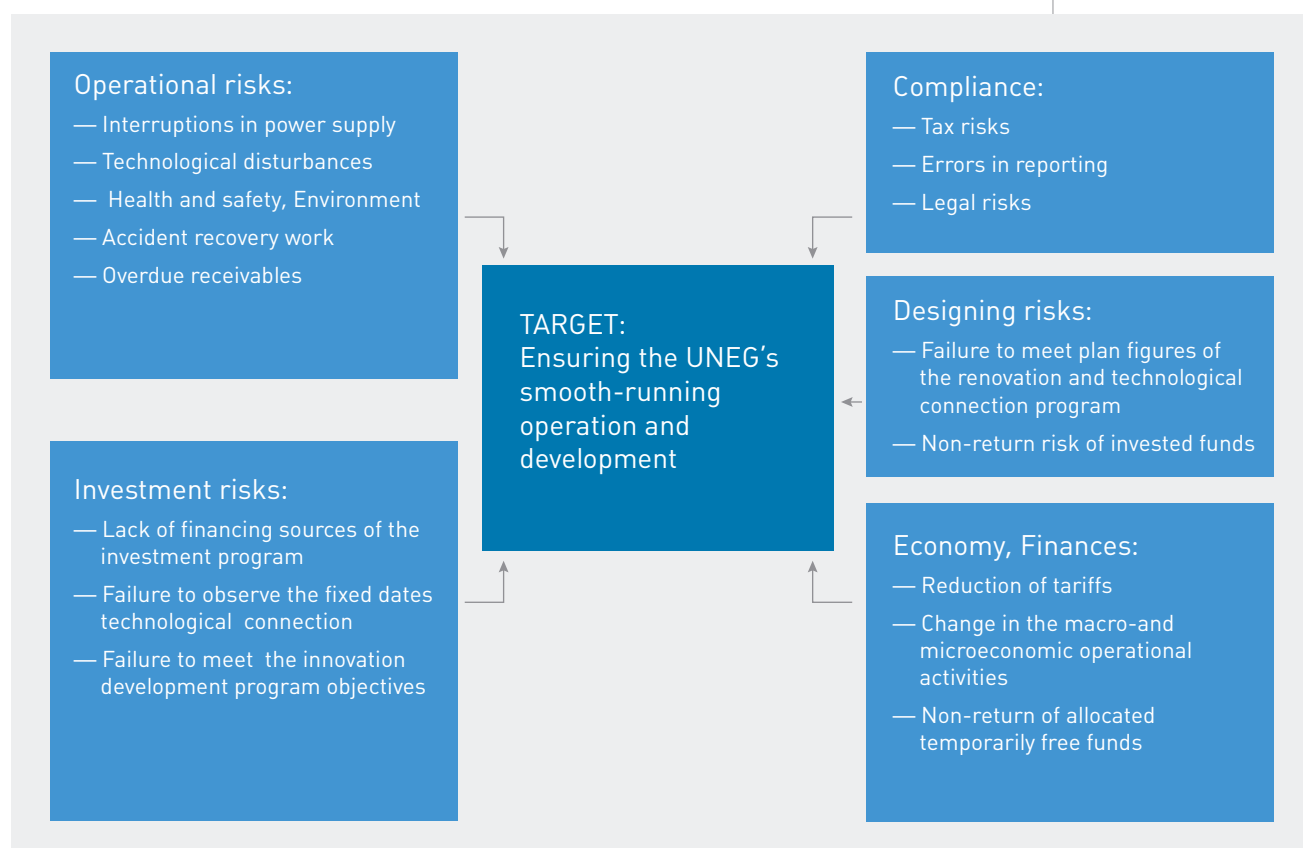 Operational risks:
— Interruptions in power supply
— Technological disturbances
— Health and safety, Environment
— Accident recovery work
— Overdue receivables
Investment risks:
— Lack of financing sources of the
investment program
— Failure to observe the fixed dates
technological connection
— Failure to meet the innovation
development program objectives
TARGET:
Ensuring the UNEG’s
smooth-running
operation and
development
Compliance:
— Tax risks
— Errors in reporting
— Legal risks
Designing risks:
— Failure to meet plan figures of
the renovation and technological
connection program
— Non-return risk of invested funds
Economy, Finances:
— Reduction of tariffs
— Change in the macro-and
microeconomic operational
activities
— Non-return of allocated
temporarily free funds